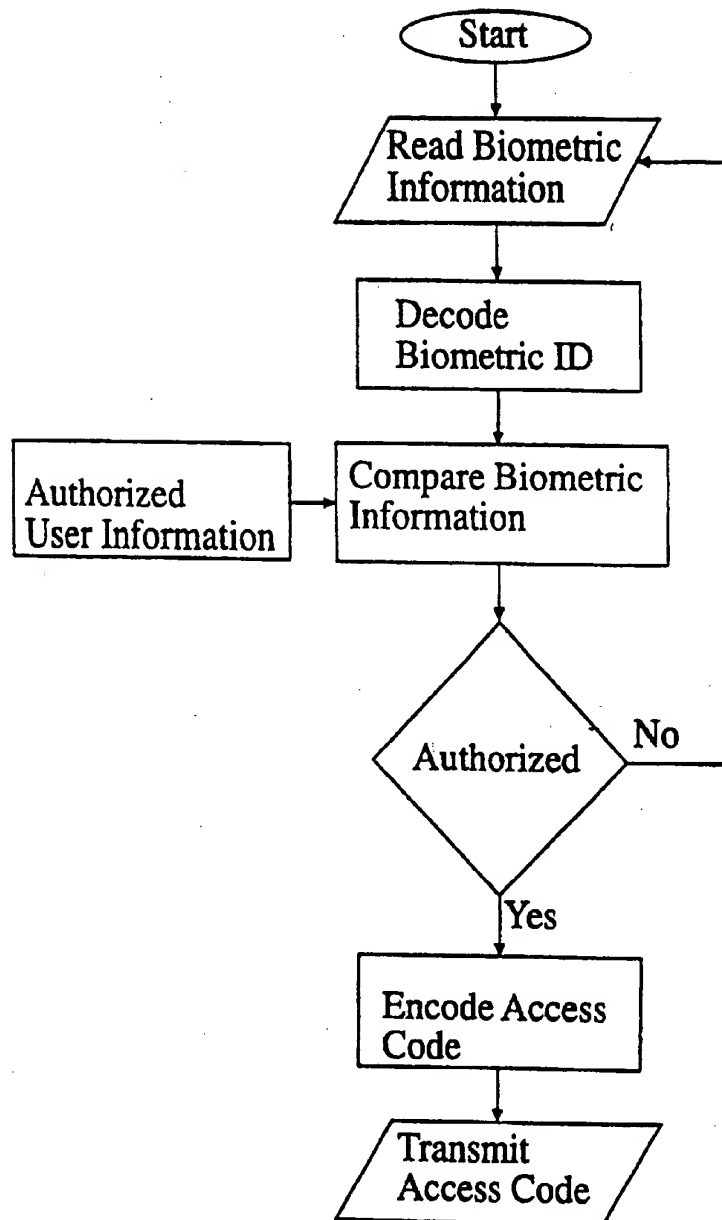 Start
Read Biometric
Information
Decode
Biometric ID
Authorized
User Information
Compare Biometric
Information
Authorized
No
Yes
Encode Access
Code
Transmit
Access Code